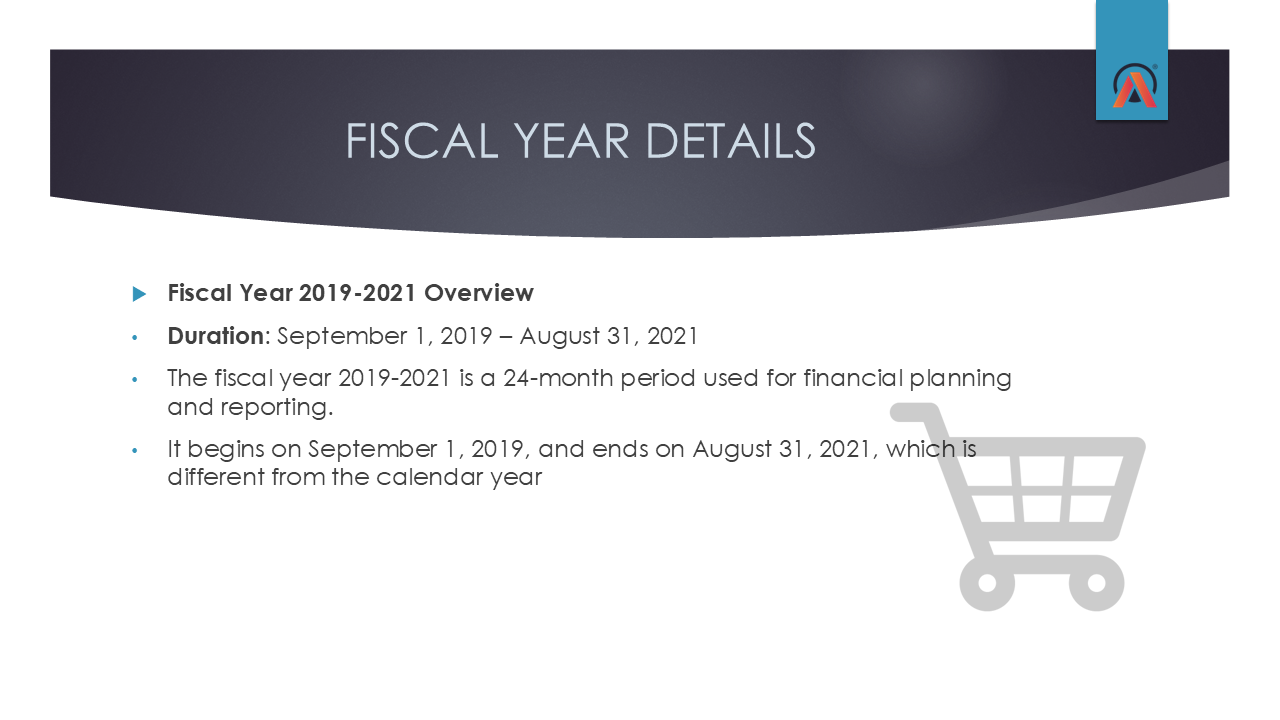 FISCAL YEAR DETAILS
Fiscal Year 2019-2021 Overview
Duration: September 1, 2019 – August 31, 2021
The fiscal year 2019-2021 is a 24-month period used for financial planning
and reporting.
It begins on September 1, 2019, and ends on August 31, 2021, which is
different from the calendar year